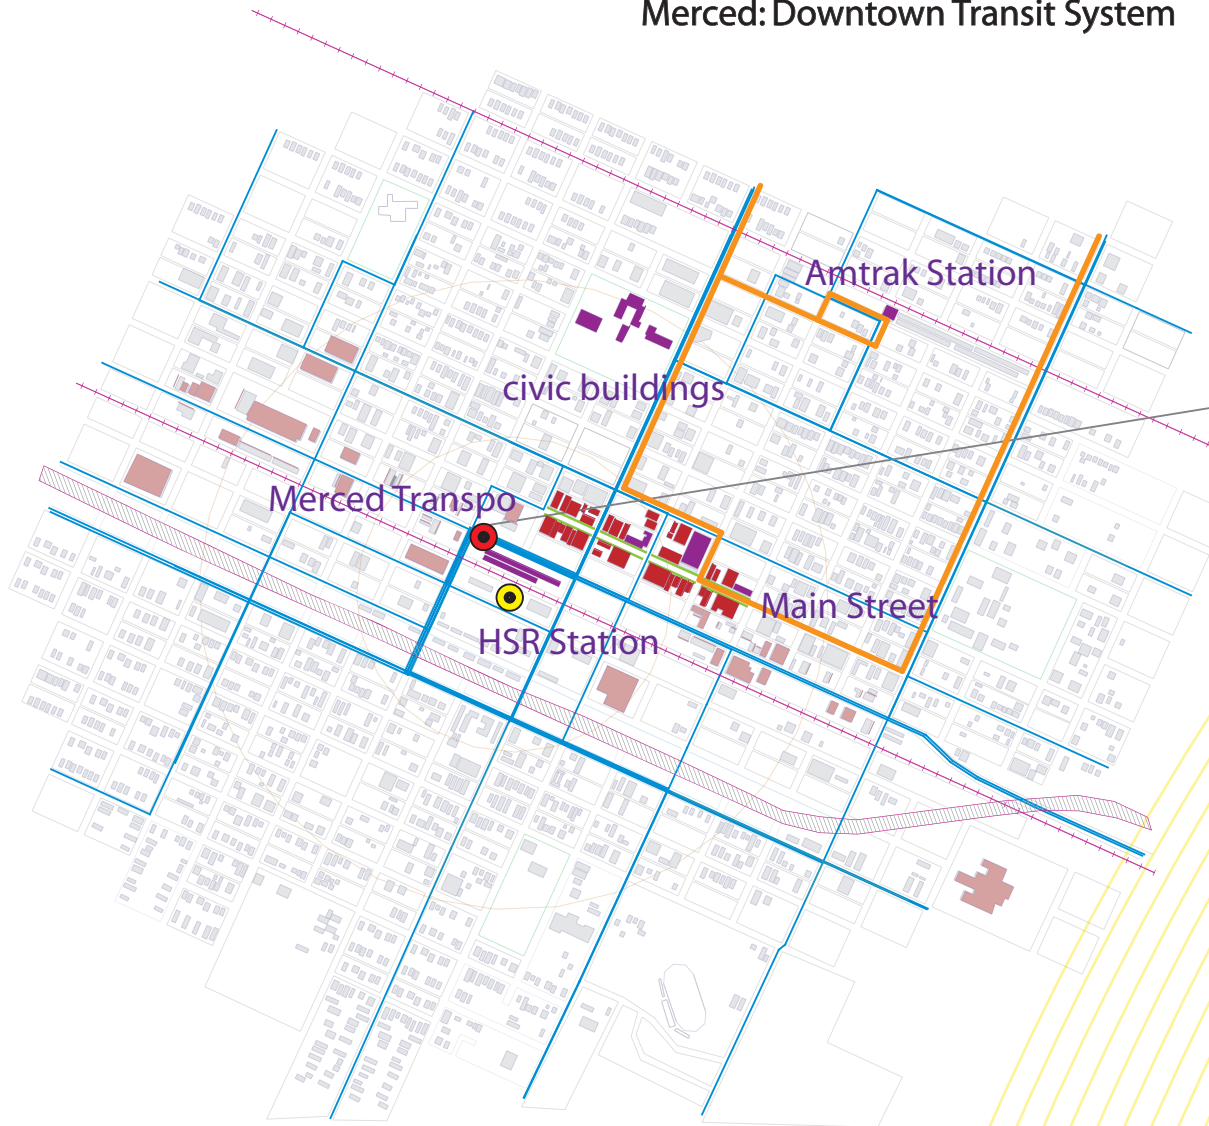 Merced: Downtown Transit System
Amtrak Station
civic buildings
Merced Transpo
Main Street
HSR Station